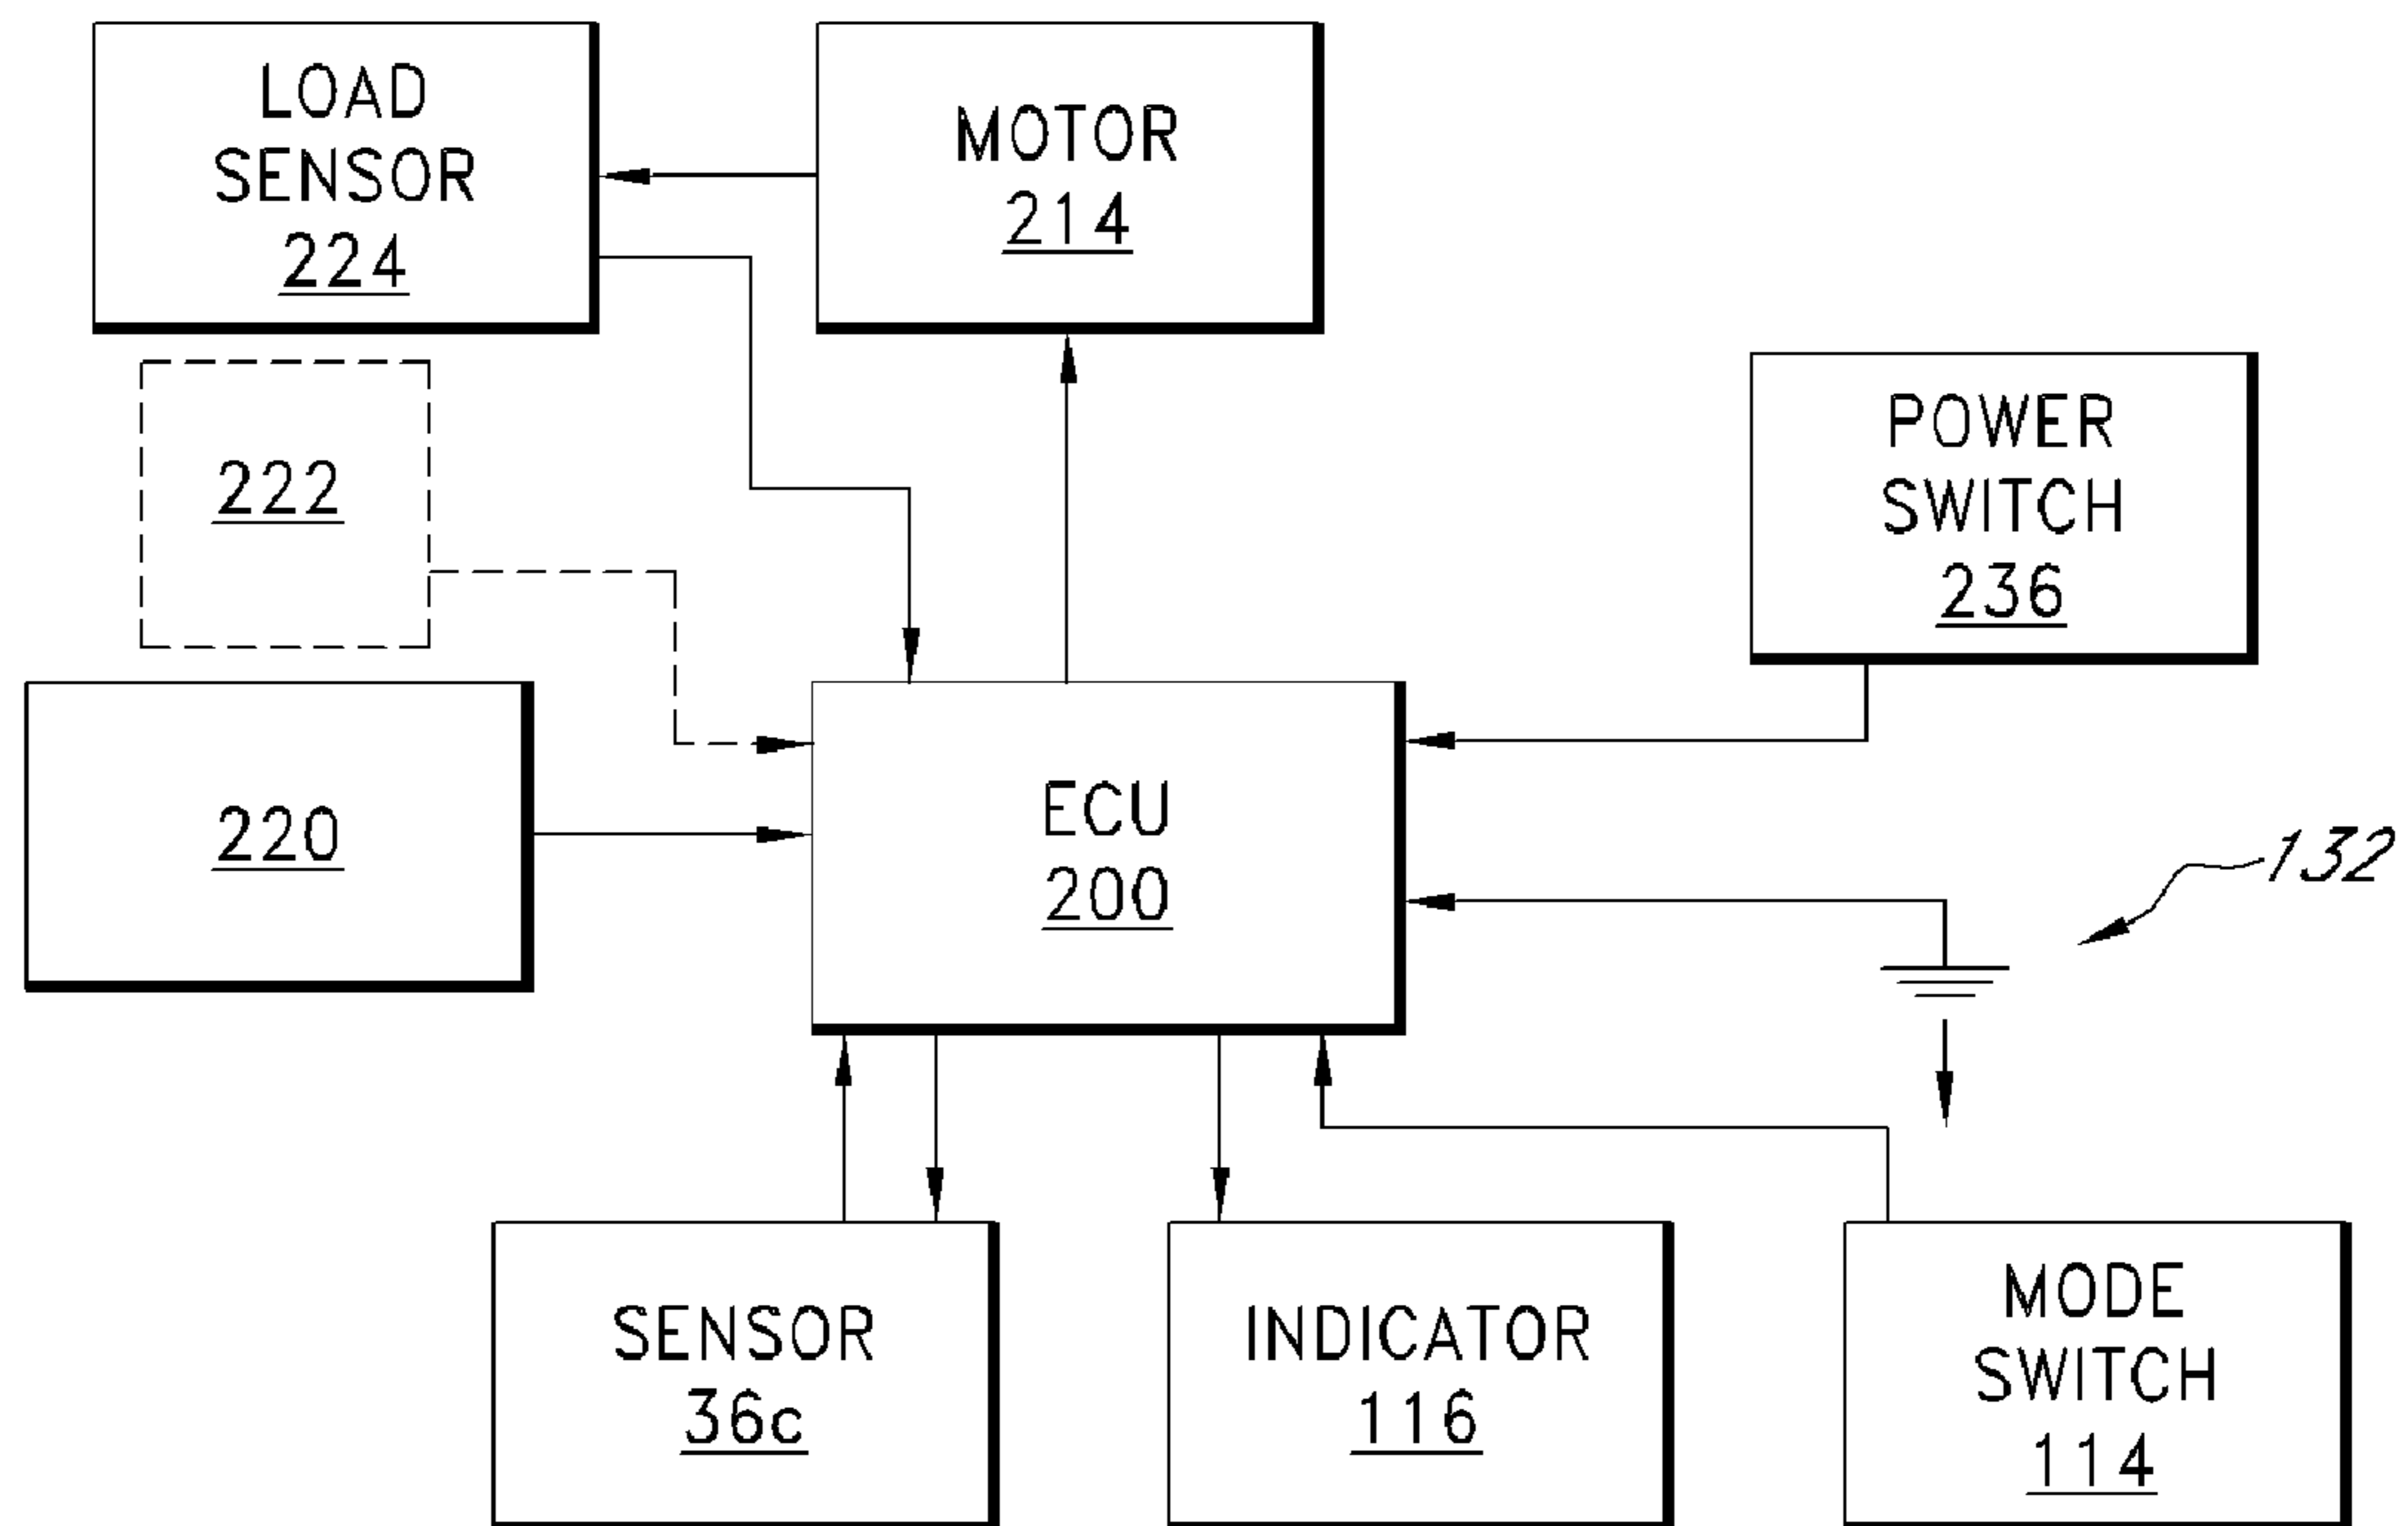 LOAD
SENSOR
224
MOTOR
214
222
POWER
SWITCH
236
220
ECU
200
132
SENSOR
36c
INDICATOR
116
MODE
SWITCH
114